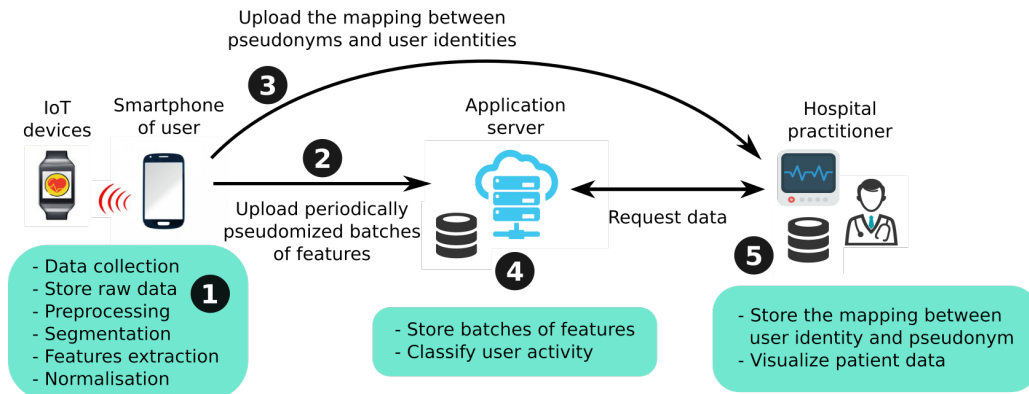 Upload the mapping between
pseudonyms and user identities
3
IoT
devices
Smartphone
of user
Application
server
Hospital
practitioner
2
Upload periodically
pseudomized batches
of features
Request data
- Data collection
- Store raw data
- Preprocessing
- Segmentation
- Features extraction
- Normalisation
1
4
- Store batches of features
- Classify user activity
5
- Store the mapping between
user identity and pseudonym
- Visualize patient data